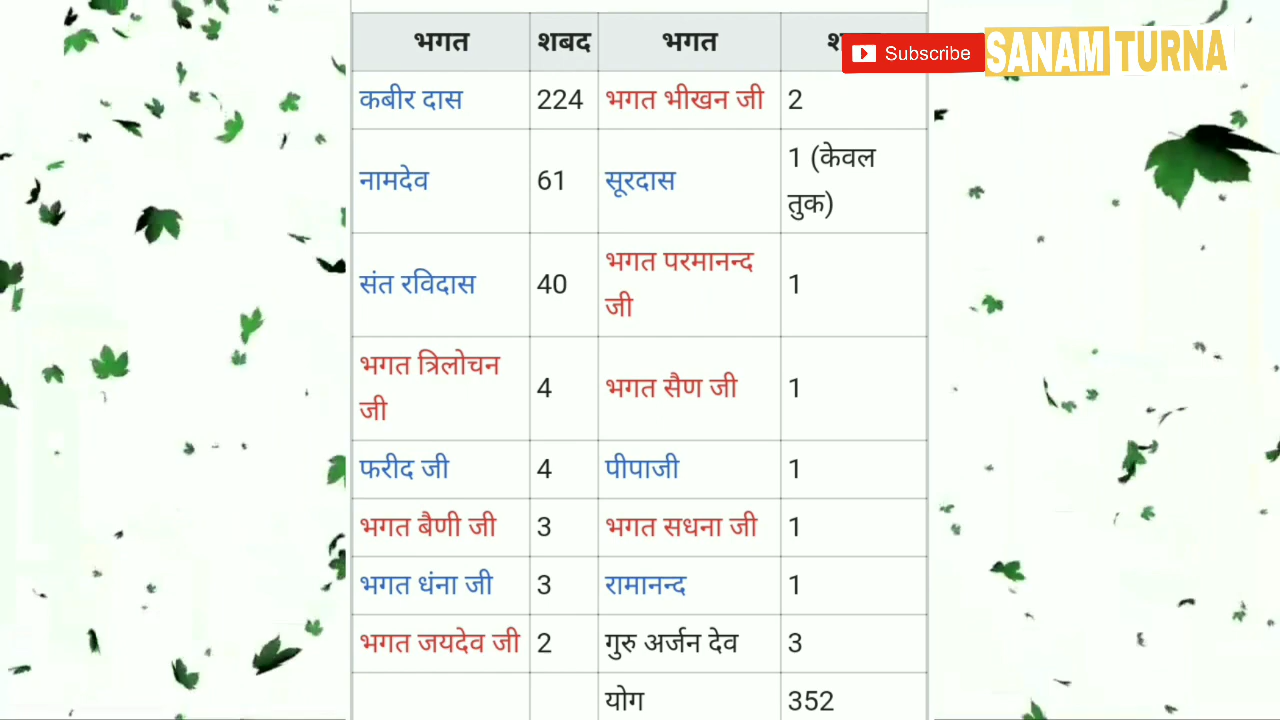 भगत शबद भगत
Subscribe
SANAM TURNA
कबीर दास 224 भगत भीखन जी 2
नामदेव 61 सूरदास 1 (केवल
तुक)
संत रविदास 40 भगत परमानन्द
जी 1
भगत त्रिलोचन
जी 4 भगत सैण जी 1
फरीद जी 4 पीपाजी 1
भगत बैणी जी 3 भगत सधना जी 1
भगत धंना जी 3 रामानन्द 1
भगत जयदेव जी 2 गुरु अर्जन देव 3
योग 352